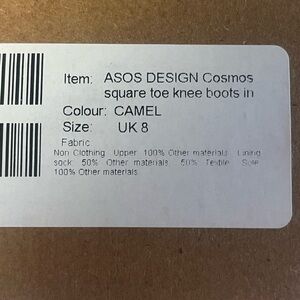 Item: ASOS DESIGN Cosmos
square toe knee boots in
Colour: CAMEL
Size: UK 8
Fabric
Non Clothing Upper: 100% Other materials. Lining
sock: 50% Other materials, 50% Textile. Sole:
100% Other materials.